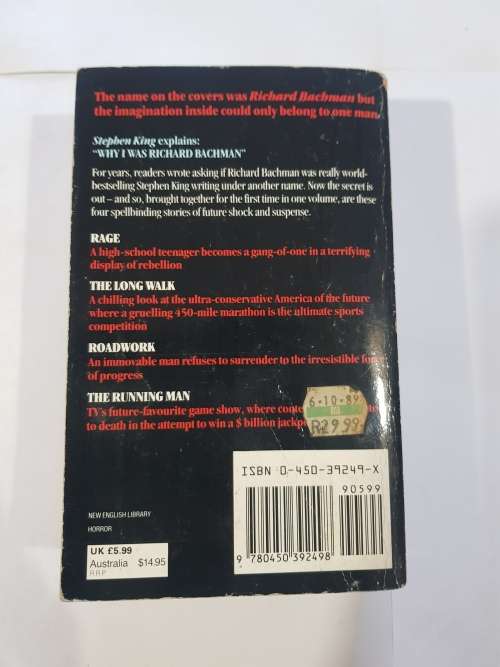 The name on the covers was Richard Bachman but
the imagination inside could only belong to one man.
Stephen King explains:
"WHY I WAS RICHARD BACHMAN"
For years, readers wrote asking if Richard Bachman was really world-
bestselling Stephen King writing under another name. Now the secret is
out – and so, brought together for the first time in one volume, are these
four spellbinding stories of future shock and suspense.
RAGE
A high-school teenager becomes a gang-of-one in a terrifying
display of rebellion
THE LONG WALK
A chilling look at the ultra-conservative America of the future
where a gruelling 450-mile marathon is the ultimate sports
competition
ROADWORK
An immovable man refuses to surrender to the irresistible force
of progress
THE RUNNING MAN
TV's future-favourite game show, where
to death in the attempt to win a $ billion
6-10-89
R29.99
ISBN 0-450-39249-X
90599
9 780450 392498
NEW ENGLISH LIBRARY
HORROR
UK £5.99
Australia $14.95
R.R.P.